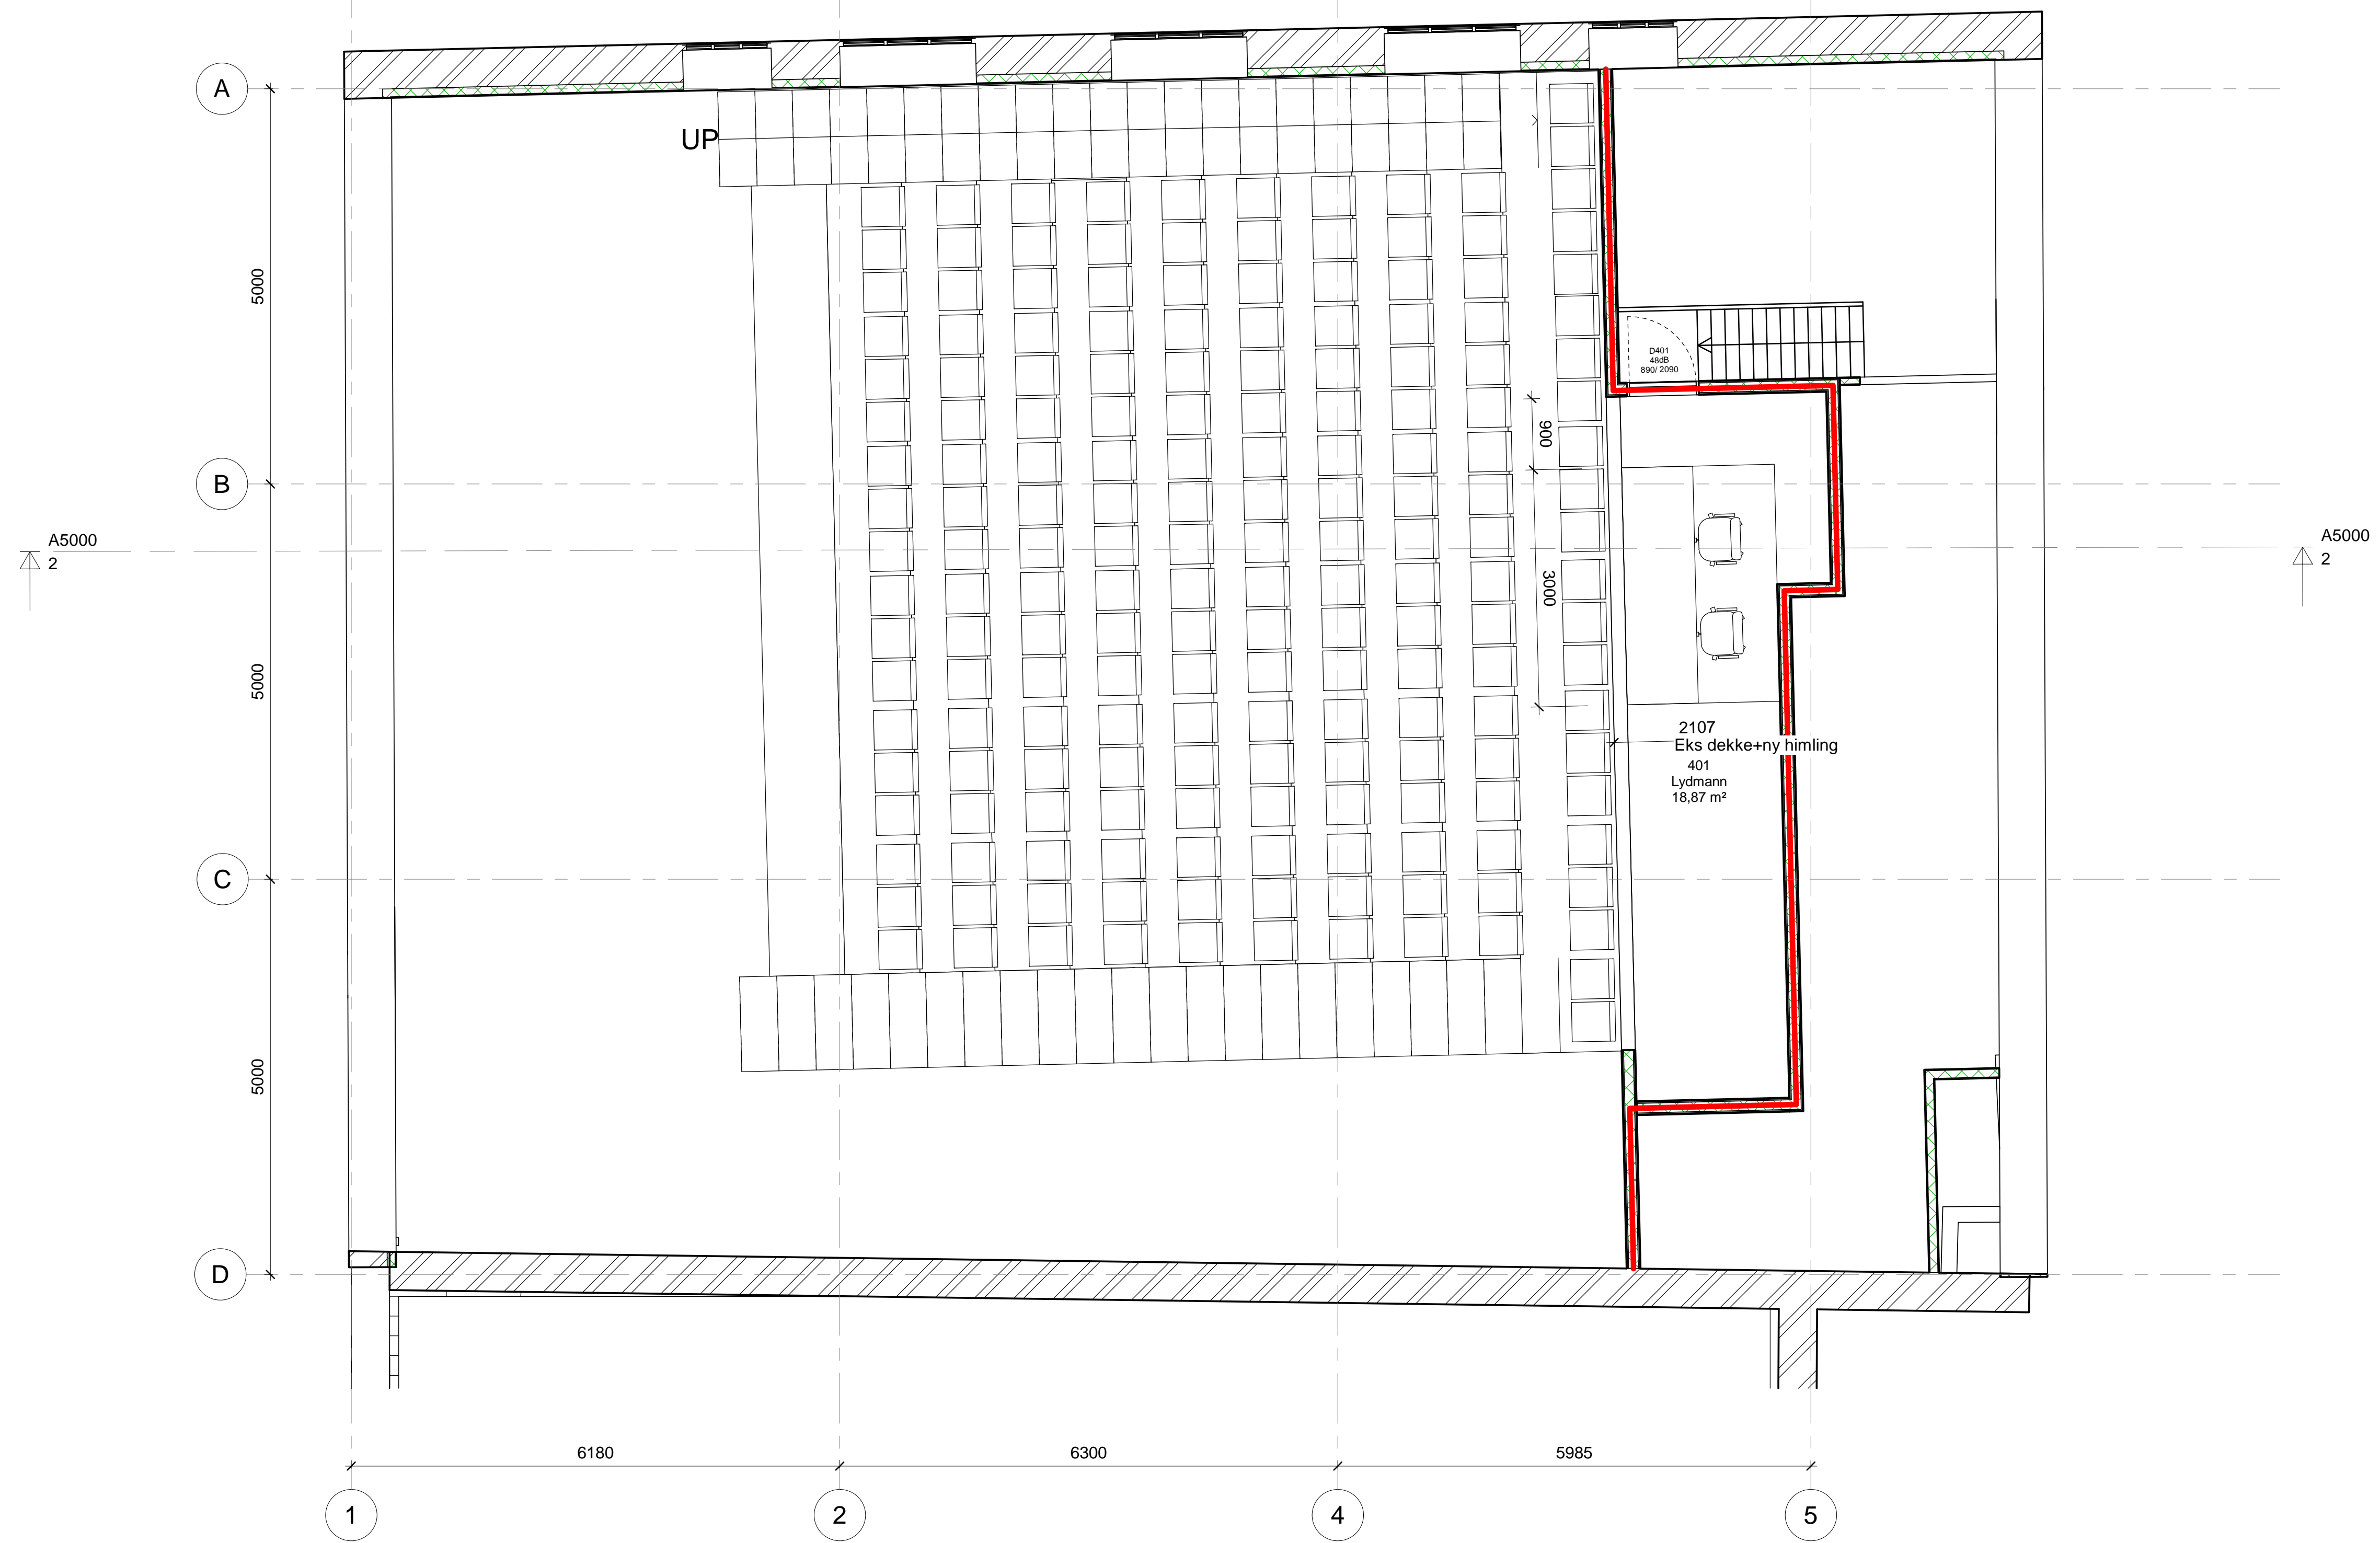 A
UP
5000
D401
48dB
890/ 2090
900
B
A5000
2
A5000
2
3000
5000
2107
Eks dekke+ny himling
401
Lydmann
18,87 m²
C
5000
D
6180
6300
5985
1
2
4
5